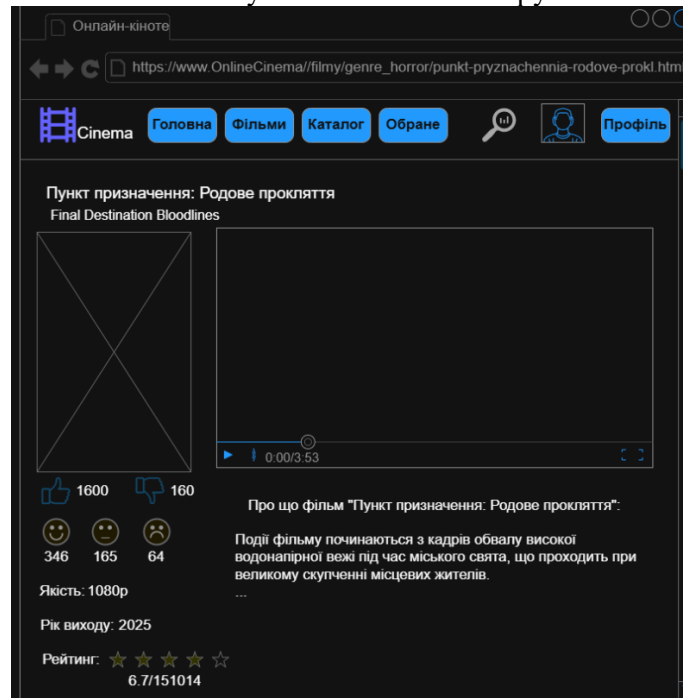 Онлайн-кіноте
https://www.OnlineCinema//filmy/genre_horror/punkt-pryznachennia-rodove-prokl.html
Cinema Головна Фільми Каталог Обране Профіль
Пункт призначення: Родове прокляття
Final Destination Bloodlines
0:00/3:53
1600 160
346 165 64
Про що фільм "Пункт призначення: Родове прокляття":
Події фільму починаються з кадрів обвалу високої
водонапірної вежі під час міського свята, що проходить при
великому скупченні місцевих жителів.
...
Якість: 1080p
Рік виходу: 2025
Рейтинг:
6.7/151014